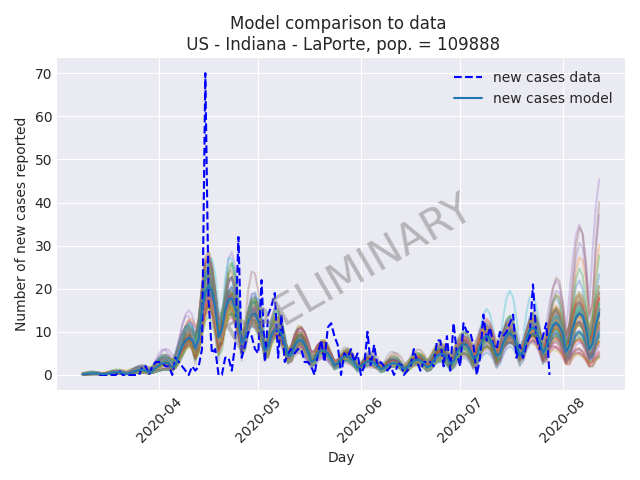 Model comparison to data
US - Indiana - LaPorte, pop. = 109888
new cases data
new cases model
PRELIMINARY
Number of new cases reported
70
60
50
40
30
20
10
0
2020-04
2020-05
2020-06
2020-07
2020-08
Day